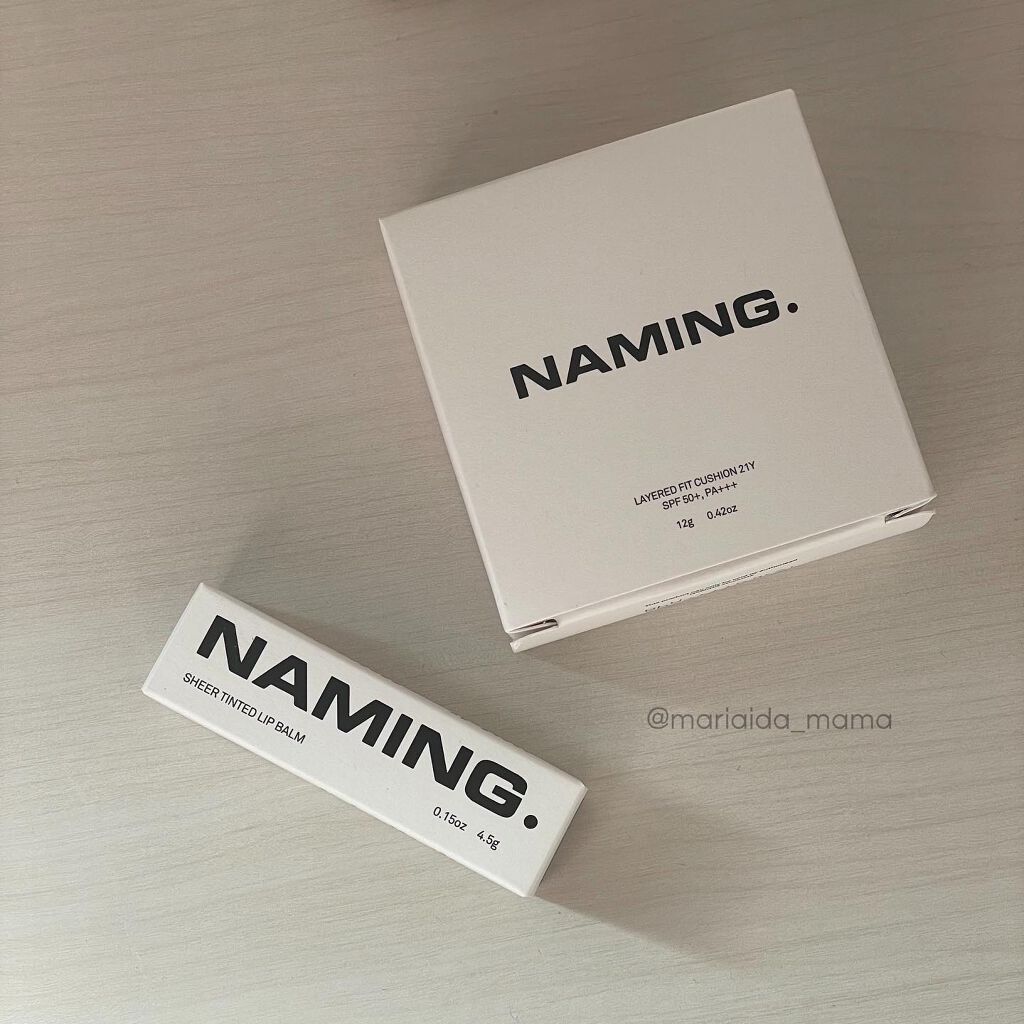 NAMING.
LAYERED FIT CUSHION 21Y
SPF 50+, PA+++
12g 0.42oz
NAMING.
SHEER TINTED LIP BALM
0.15oz 4.5g
@mariaida_mama